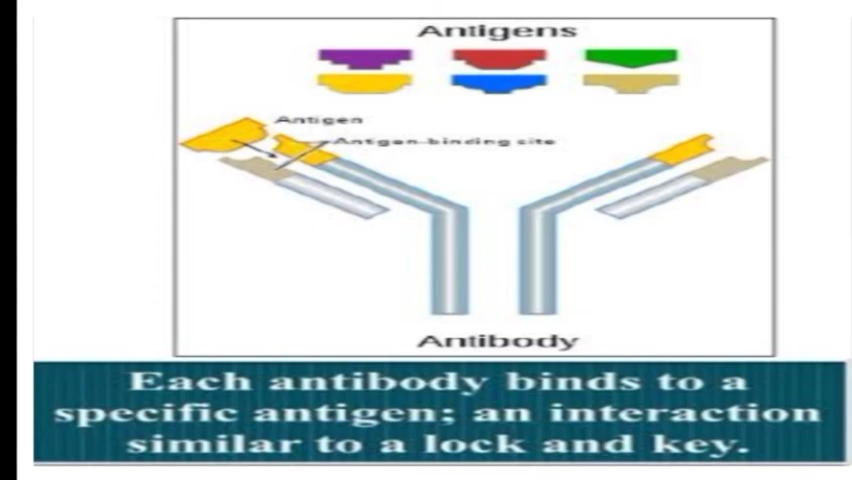 Antigens
Antigen
Antigen-binding site
Antibody
Each antibody binds to a
specific antigen; an interaction
similar to a lock and key.